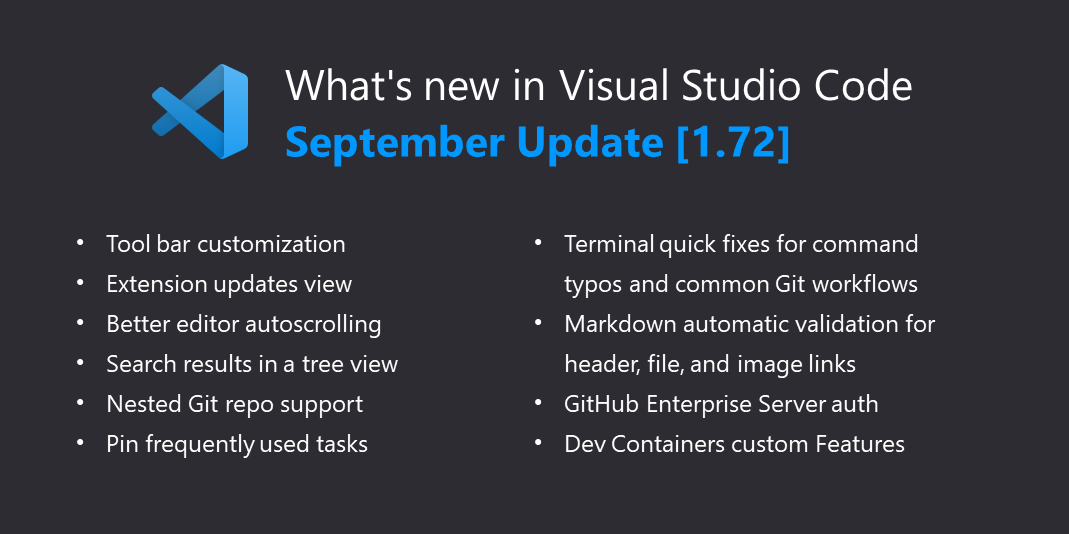 What's new in Visual Studio Code
September Update [1.72]
• Tool bar customization
• Extension updates view
• Better editor autoscrolling
• Search results in a tree view
• Nested Git repo support
• Pin frequently used tasks
• Terminal quick fixes for command
typos and common Git workflows
• Markdown automatic validation for
header, file, and image links
• GitHub Enterprise Server auth
• Dev Containers custom Features